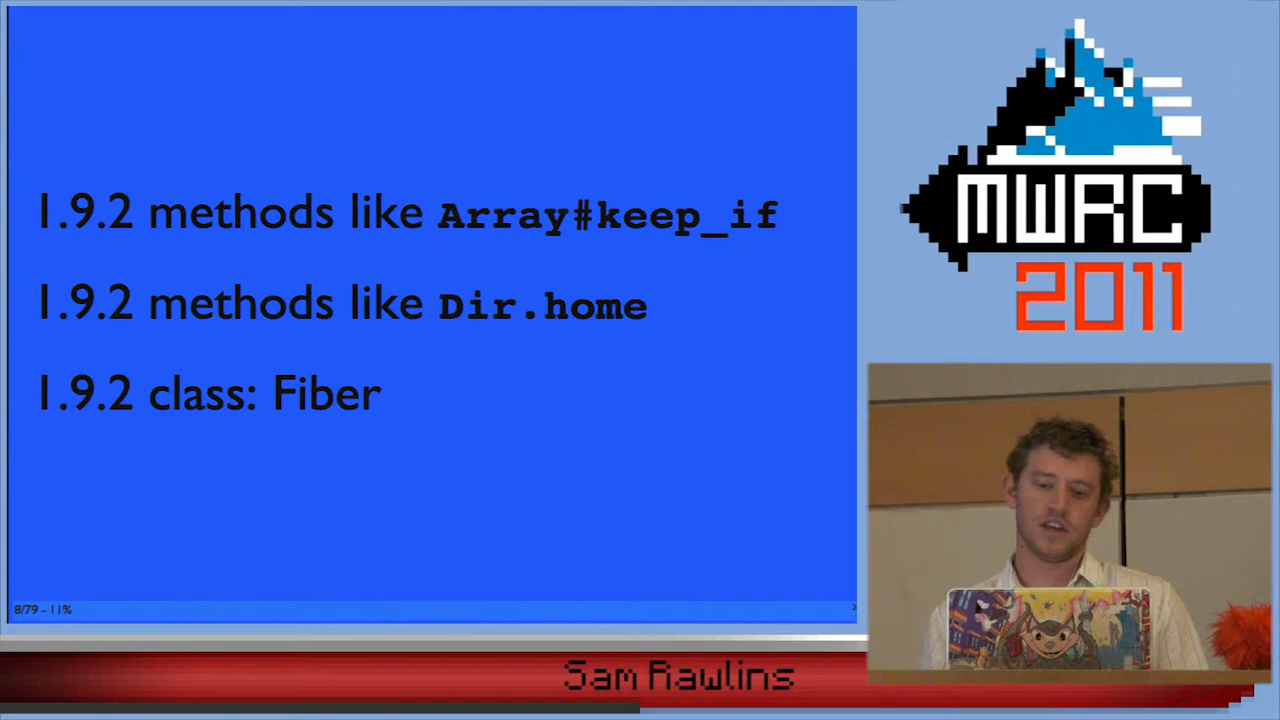 1.9.2 methods like Array#keep_if
1.9.2 methods like Dir.home
1.9.2 class: Fiber
8/79 - 11%
MWRC
2011
Sam Rawlins